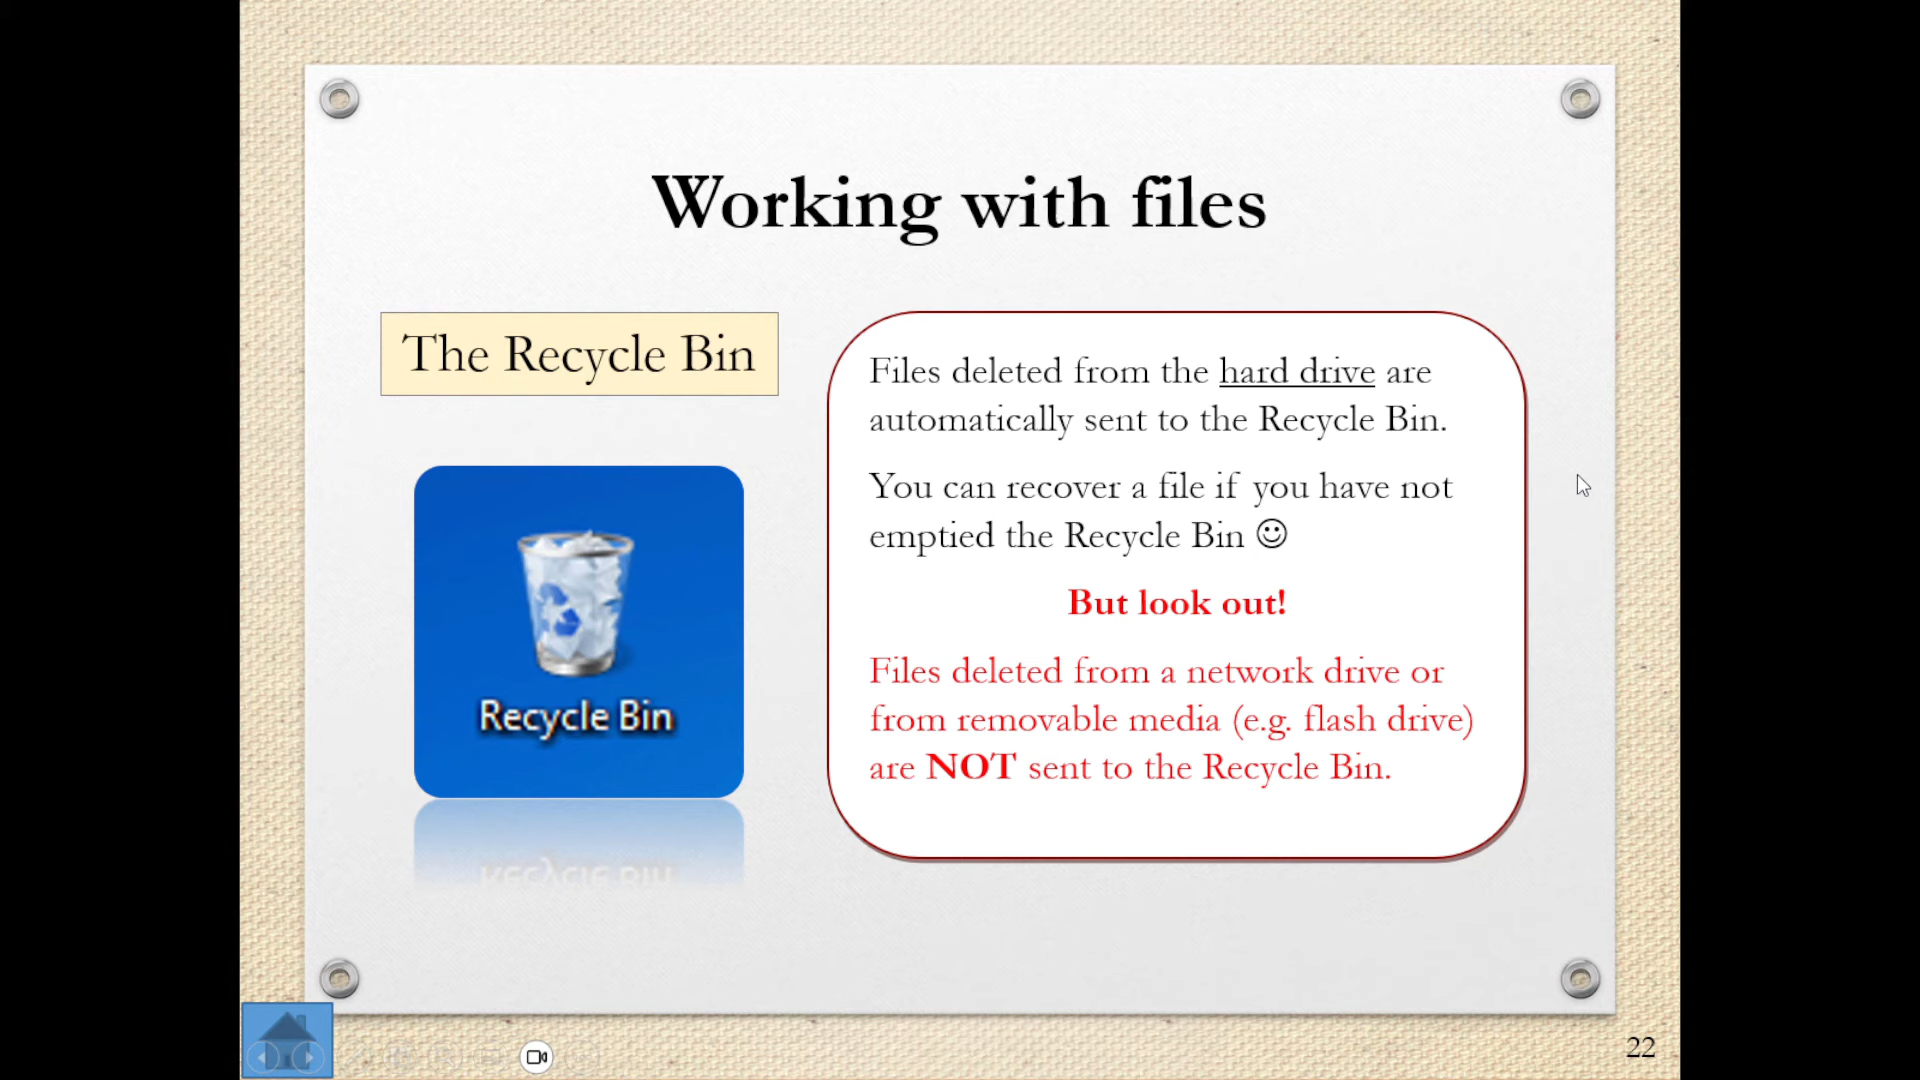 Working with files
The Recycle Bin
Recycle Bin
Files deleted from the hard drive are
automatically sent to the Recycle Bin.
You can recover a file if you have not
emptied the Recycle Bin ☺
But look out!
Files deleted from a network drive or
from removable media (e.g. flash drive)
are NOT sent to the Recycle Bin.
22